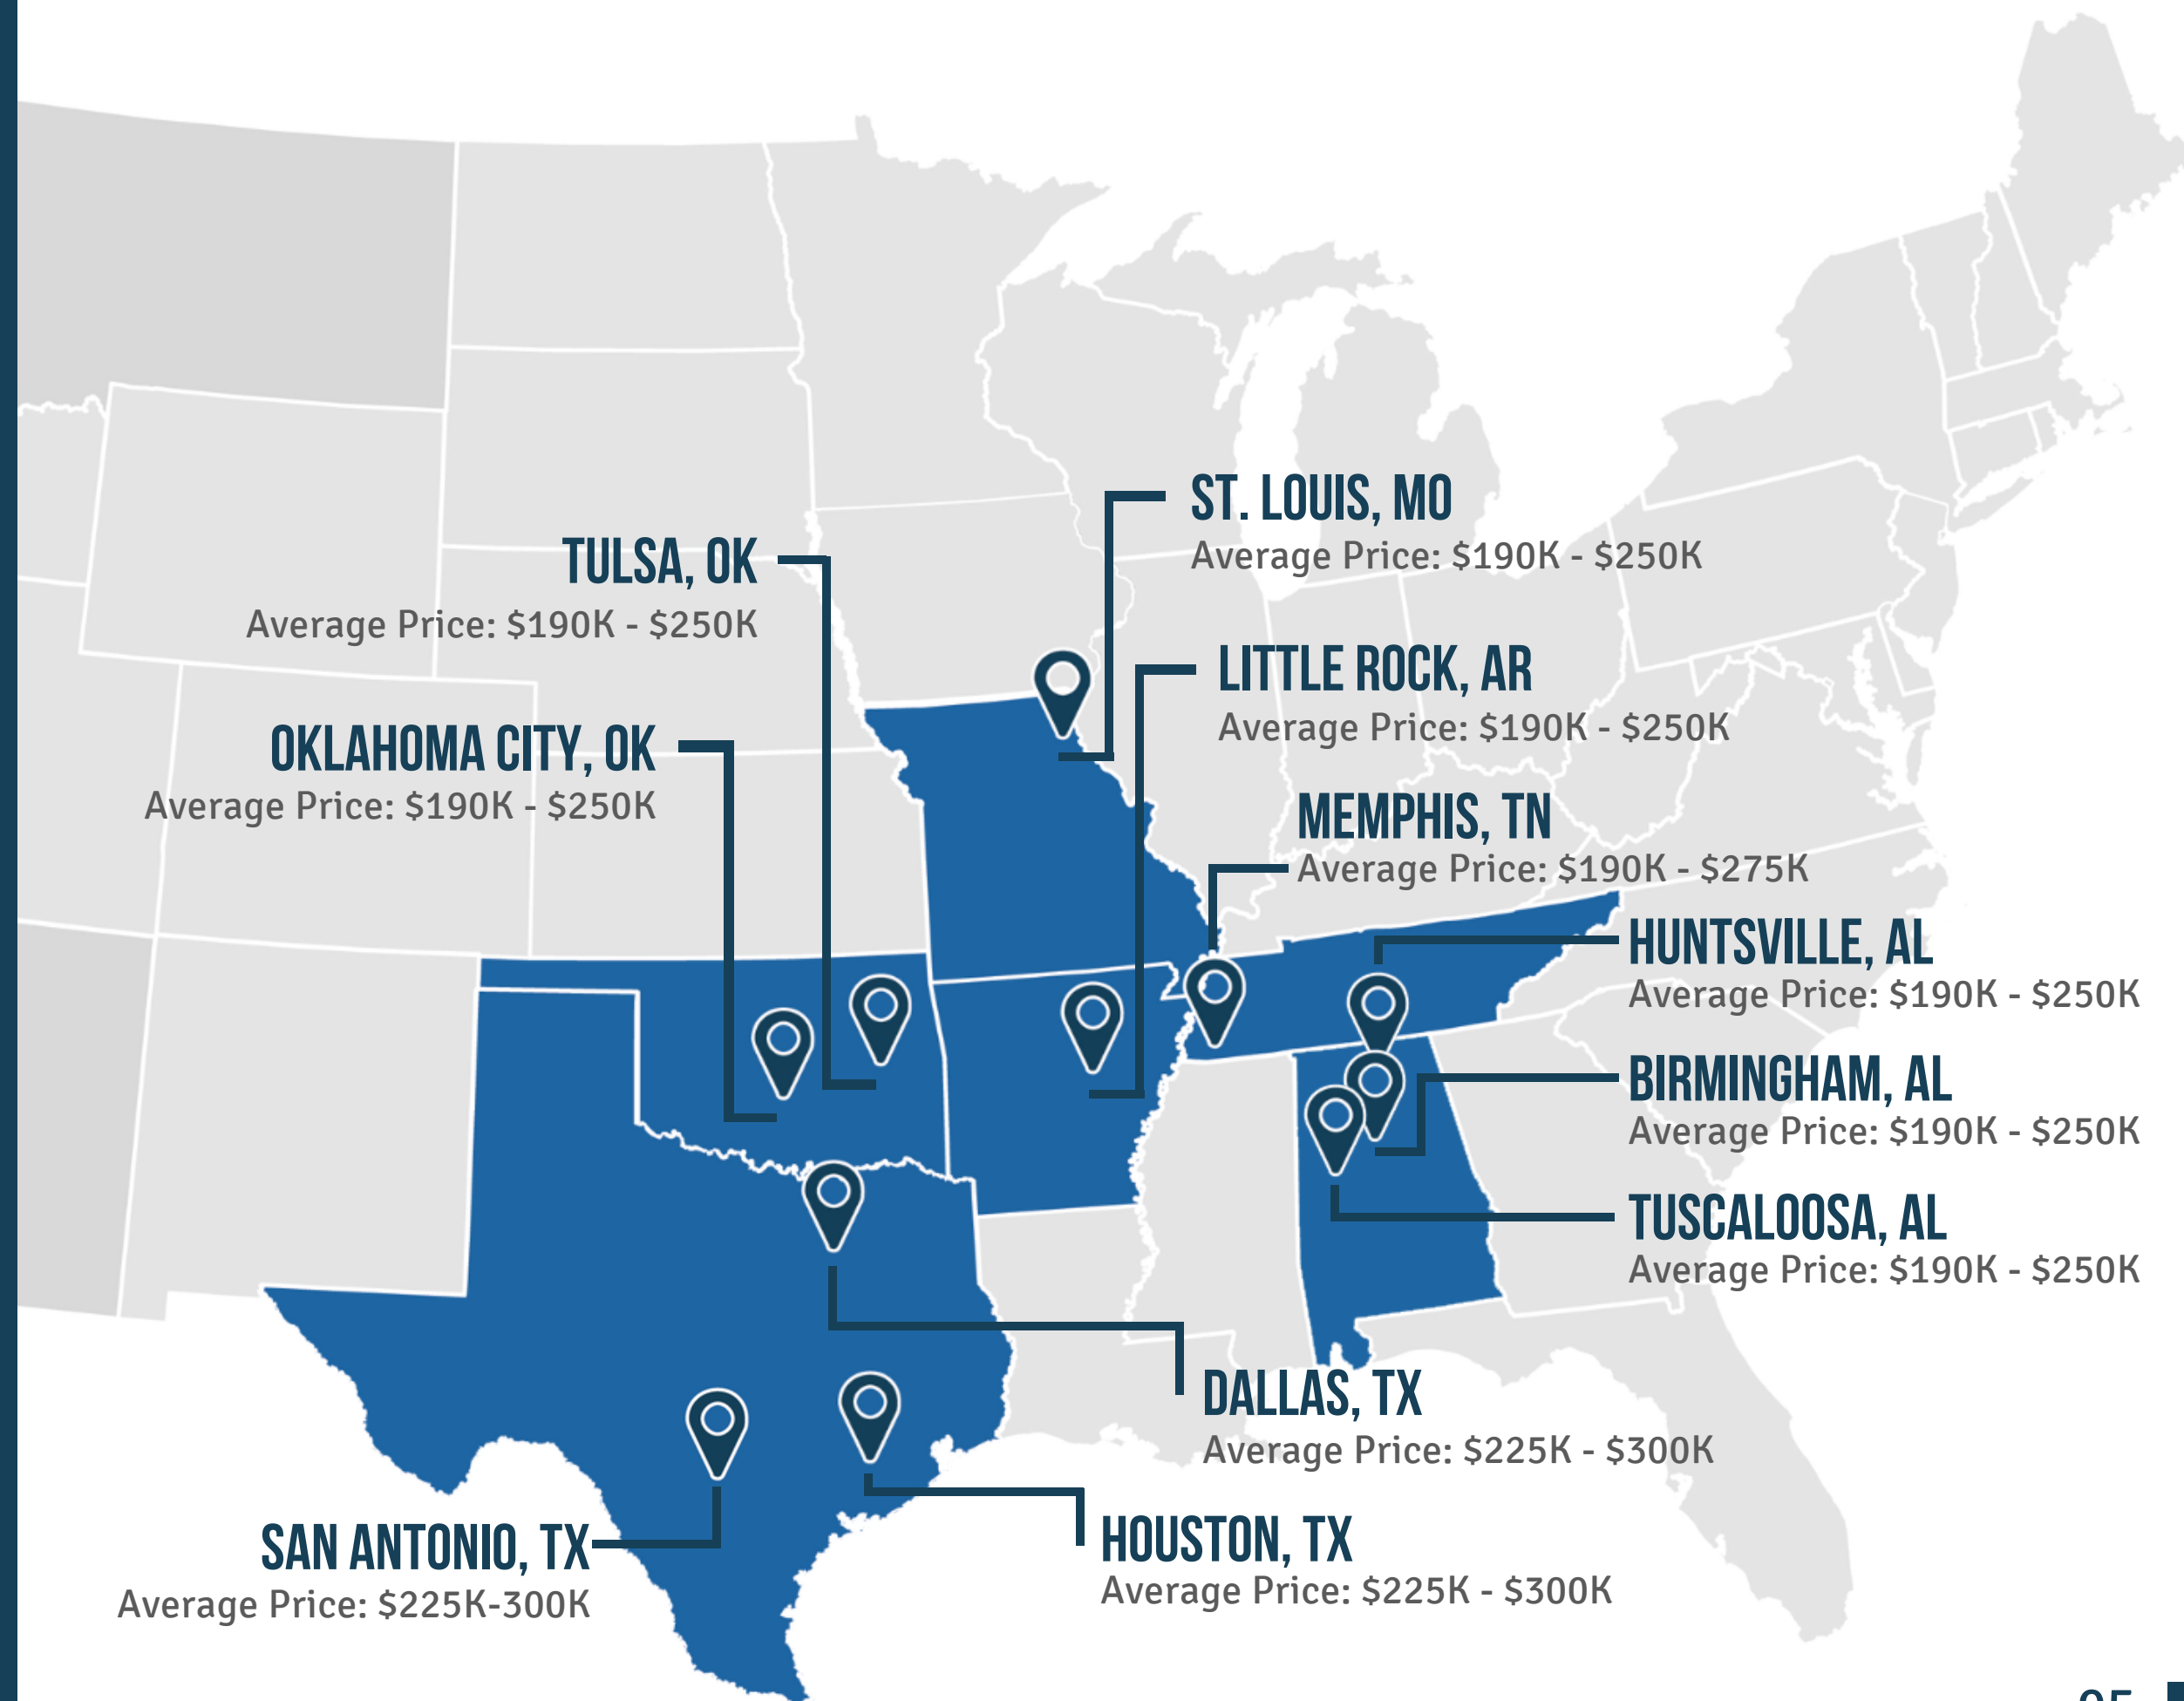 ST. LOUIS, MO
Average Price: $190K - $250K
TULSA, OK
Average Price: $190K - $250K
LITTLE ROCK, AR
Average Price: $190K - $250K
OKLAHOMA CITY, OK
Average Price: $190K - $250K
MEMPHIS, TN
Average Price: $190K - $275K
HUNTSVILLE, AL
Average Price: $190K - $250K
BIRMINGHAM, AL
Average Price: $190K - $250K
TUSCALOOSA, AL
Average Price: $190K - $250K
DALLAS, TX
Average Price: $225K - $300K
HOUSTON, TX
Average Price: $225K - $300K
SAN ANTONIO, TX
Average Price: $225K-300K